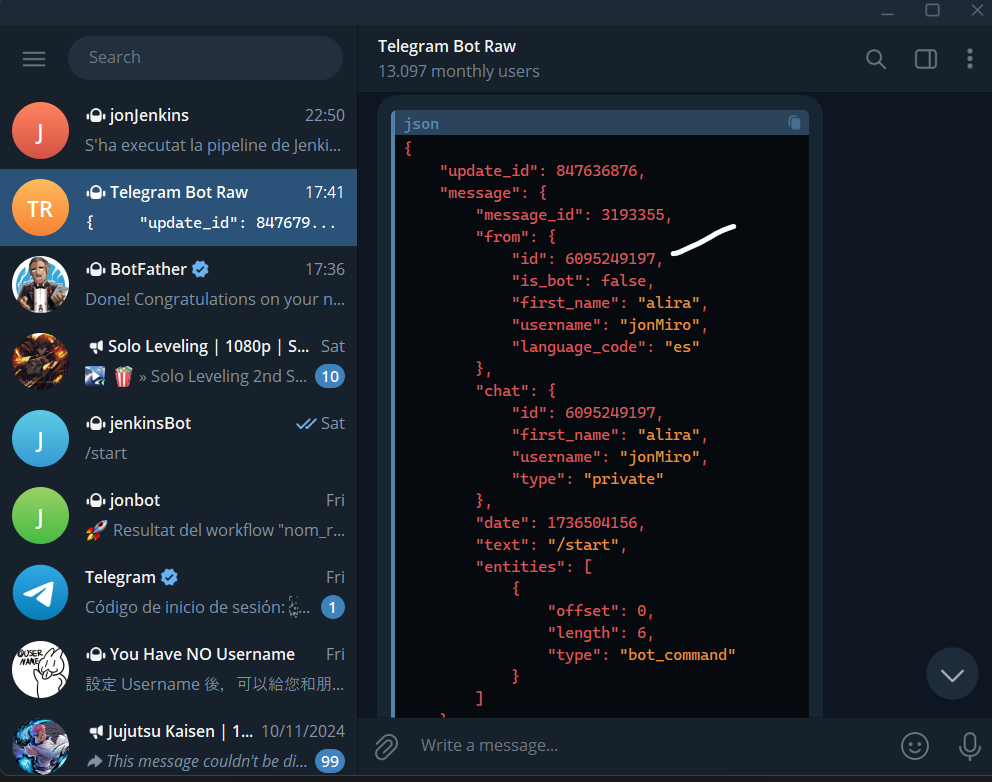 Search
jonJenkins 22:50
S'ha executat la pipeline de Jenki...
Telegram Bot Raw 17:41
{ "update_id": 847679...
BotFather 17:36
Done! Congratulations on your n...
Solo Leveling | 1080p | S... Sat
» Solo Leveling 2nd S... 10
jenkinsBot Sat
/start
jonbot Fri
🚀 Resultat del workflow "nom_r...
Telegram Fri
Código de inicio de sesión: ... 1
You Have NO Username Fri
設定 Username 後，可以給您和朋...
Jujutsu Kaisen | 1... 10/11/2024
This message couldn't be di... 99
J
TR
J
J
Telegram Bot Raw
13.097 monthly users
json
{
"update_id": 847636876,
"message": {
"message_id": 3193355,
"from": {
"id": 6095249197,
"is_bot": false,
"first_name": "alira",
"username": "jonMiro",
"language_code": "es"
},
"chat": {
"id": 6095249197,
"first_name": "alira",
"username": "jonMiro",
"type": "private"
},
"date": 1736504156,
"text": "/start",
"entities": [
{
"offset": 0,
"length": 6,
"type": "bot_command"
}
]
Write a message...